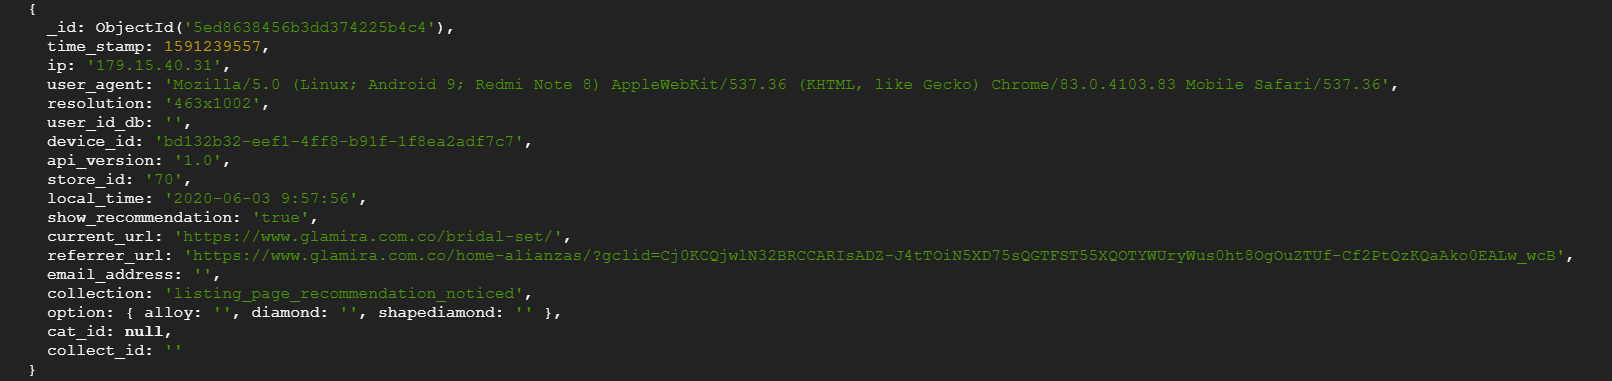 {
_id: ObjectId('5ed8638456b3dd374225b4c4'),
time_stamp: 1591239557,
ip: '179.15.40.31',
user_agent: 'Mozilla/5.0 (Linux; Android 9; Redmi Note 8) AppleWebKit/537.36 (KHTML, like Gecko) Chrome/83.0.4103.83 Mobile Safari/537.36',
resolution: '463x1002',
user_id_db: '',
device_id: 'bd132b32-eef1-4ff8-b91f-1f8ea2adf7c7',
api_version: '1.0',
store_id: '70',
local_time: '2020-06-03 9:57:56',
show_recommendation: 'true',
current_url: 'https://www.glamira.com.co/bridal-set/',
referrer_url: 'https://www.glamira.com.co/home-alianzas/?gclid=Cj0KCQjwlN32BRCCARIsADZ-J4tTOiN5XD75sQGTFST55XQOTYWUryWus0ht8OgOuZTUf-Cf2PtQzKQaAko0EALw_wcB',
email_address: '',
collection: 'listing_page_recommendation_noticed',
option: { alloy: '', diamond: '', shapediamond: '' },
cat_id: null,
collect_id: ''
}